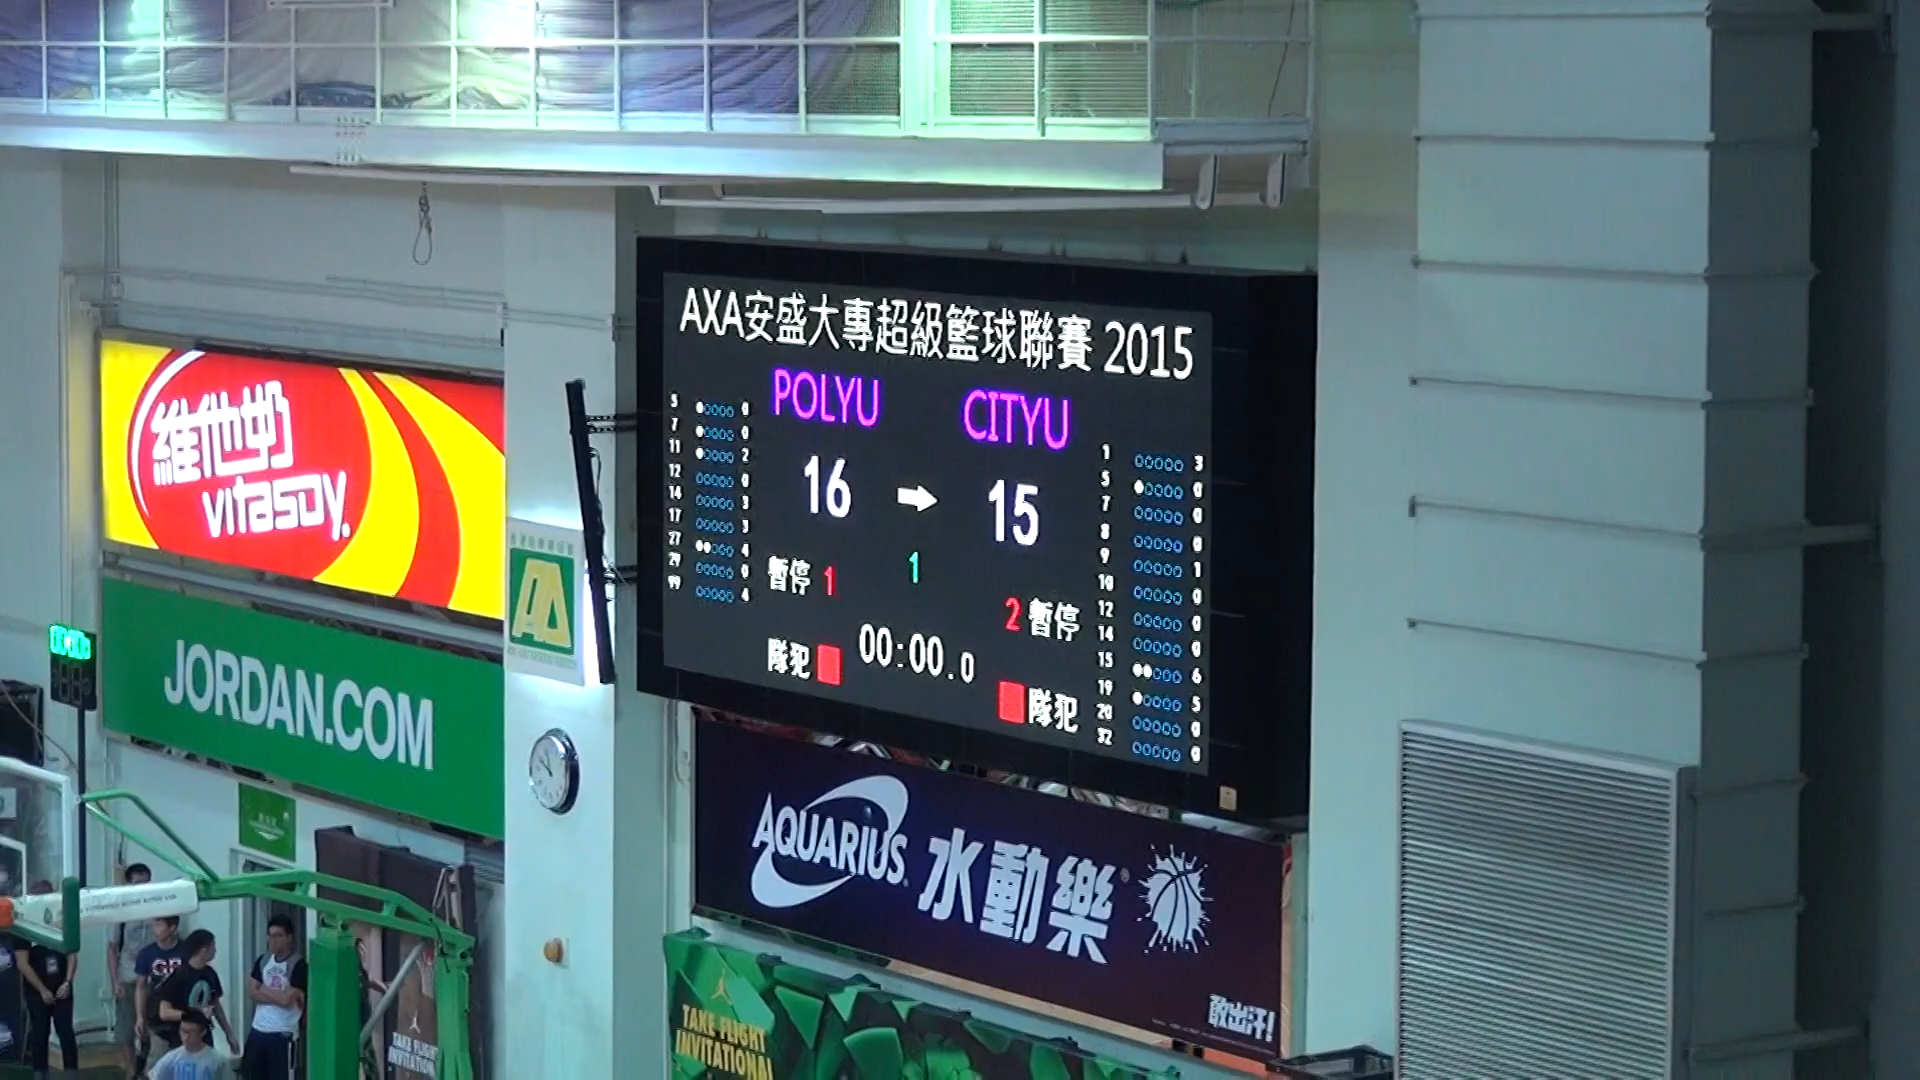 AXA安盛大專超級籃球聯賽 2015
POLYU
CITYU
16
15
1
暫停 1
2 暫停
隊犯
00:00.0
隊犯
5 0
7 0
11 2
12 0
14 3
17 3
27 4
29 0
99 4
1 3
5 0
7 0
8 0
9 1
10 0
12 0
14 0
15 6
19 5
20 0
32 0
維他奶
vitasoy.
JORDAN.COM
AQUARIUS 水動樂®
敢出汗!
TAKE FLIGHT
INVITATIONAL
TAKE FLIGHT
INVITATIONAL